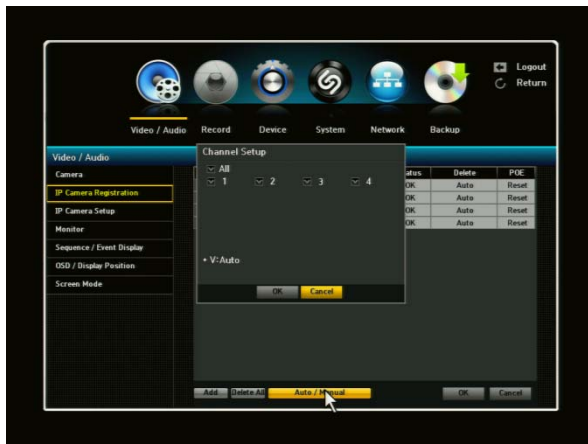 Logout
Return
Video / Audio Record Device System Network Backup
Video / Audio
Camera
IP Camera Registration
IP Camera Setup
Monitor
Sequence / Event Display
OSD / Display Position
Screen Mode
Channel Setup
All
1 2 3 4
• V:Auto
OK Cancel
Delete POE
OK Auto Reset
OK Auto Reset
OK Auto Reset
OK Auto Reset
Add Delete All Auto / Manual OK Cancel